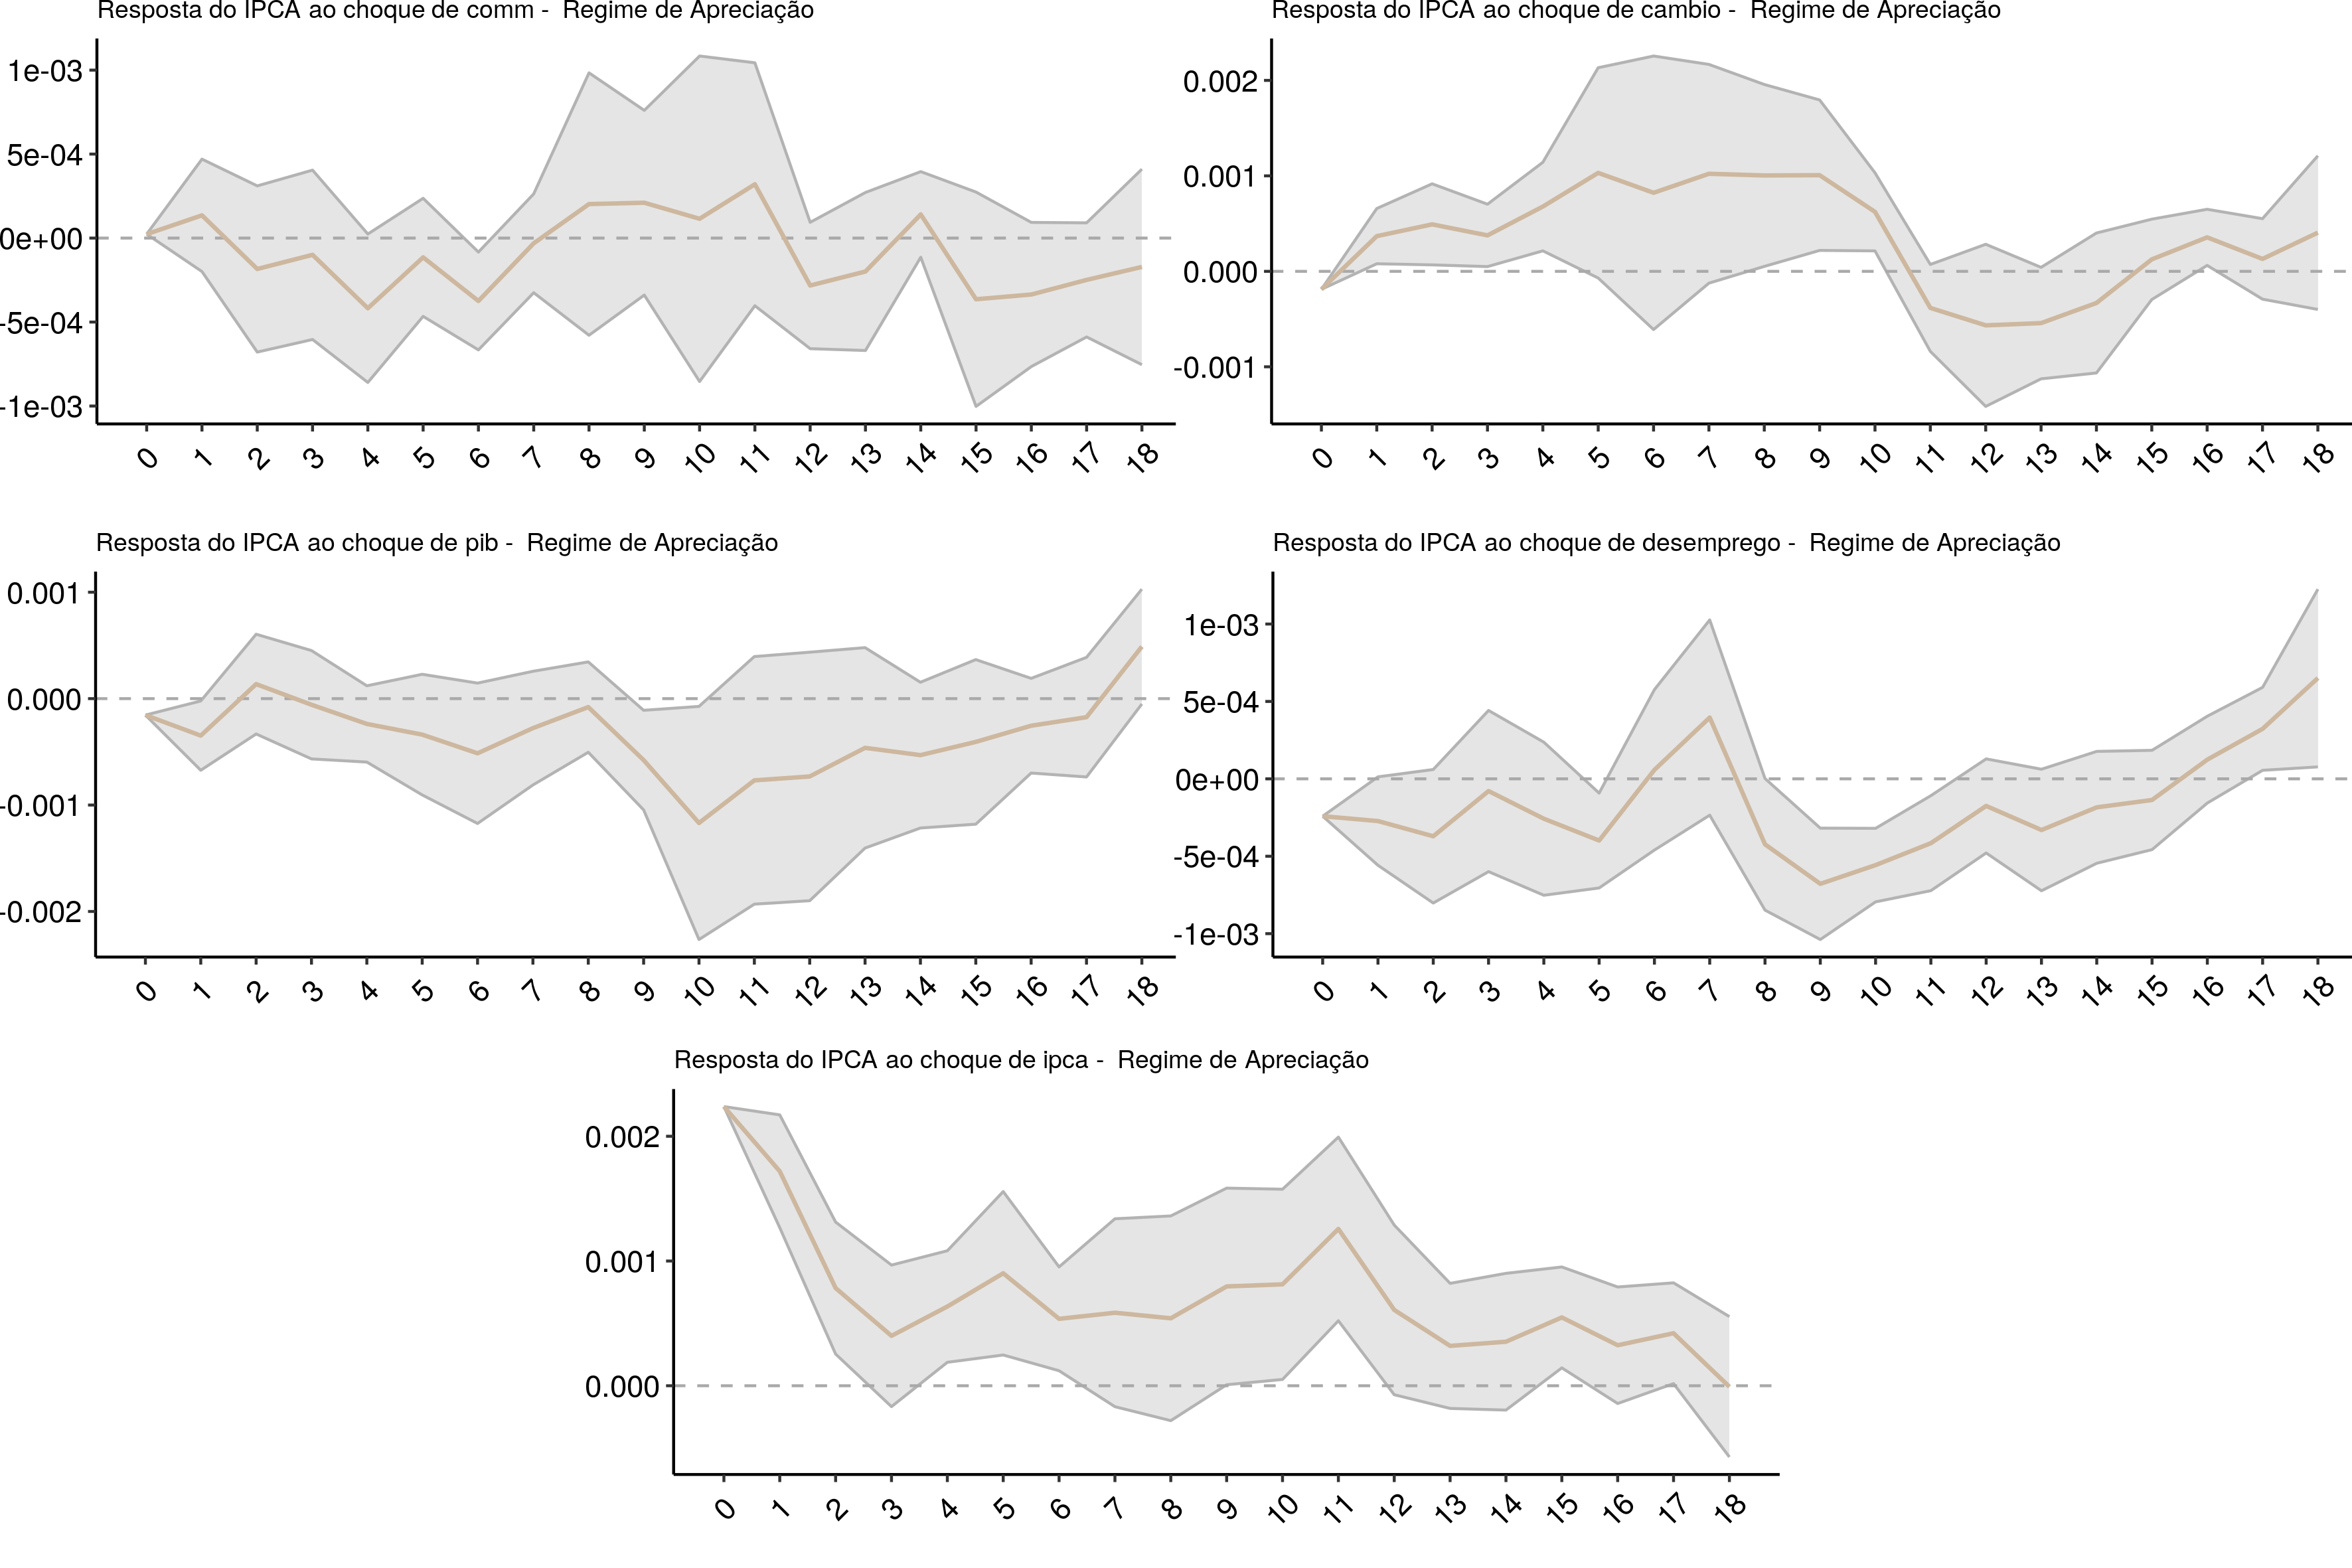 Resposta do IPCA ao choque de comm -  Regime de Apreciação
1e-03
5e-04
0e+00
-5e-04
-1e-03
0 1 2 3 4 5 6 7 8 9 10 11 12 13 14 15 16 17 18
Resposta do IPCA ao choque de cambio -  Regime de Apreciação
0.002
0.001
0.000
-0.001
0 1 2 3 4 5 6 7 8 9 10 11 12 13 14 15 16 17 18
Resposta do IPCA ao choque de pib -  Regime de Apreciação
0.001
0.000
-0.001
-0.002
0 1 2 3 4 5 6 7 8 9 10 11 12 13 14 15 16 17 18
Resposta do IPCA ao choque de desemprego -  Regime de Apreciação
1e-03
5e-04
0e+00
-5e-04
-1e-03
0 1 2 3 4 5 6 7 8 9 10 11 12 13 14 15 16 17 18
Resposta do IPCA ao choque de ipca -  Regime de Apreciação
0.002
0.001
0.000
0 1 2 3 4 5 6 7 8 9 10 11 12 13 14 15 16 17 18